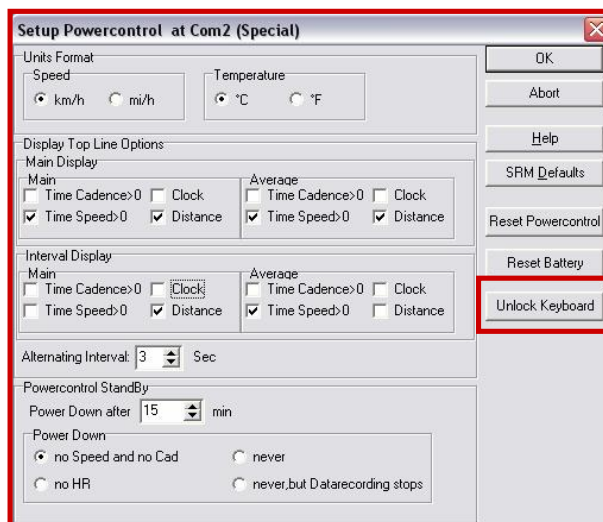 Setup Powercontrol at Com2 (Special)
Units Format
Speed
km/h mi/h
Temperature
°C °F
Display Top Line Options
Main Display
Main
Time Cadence>0 Clock
Time Speed>0 Distance
Average
Time Cadence>0 Clock
Time Speed>0 Distance
Interval Display
Main
Time Cadence>0 Clock
Time Speed>0 Distance
Average
Time Cadence>0 Clock
Time Speed>0 Distance
Alternating Interval: 3 Sec
Powercontrol StandBy
Power Down after 15 min
Power Down
no Speed and no Cad never
no HR never,but Datarecording stops
OK
Abort
Help
SRM Defaults
Reset Powercontrol
Reset Battery
Unlock Keyboard